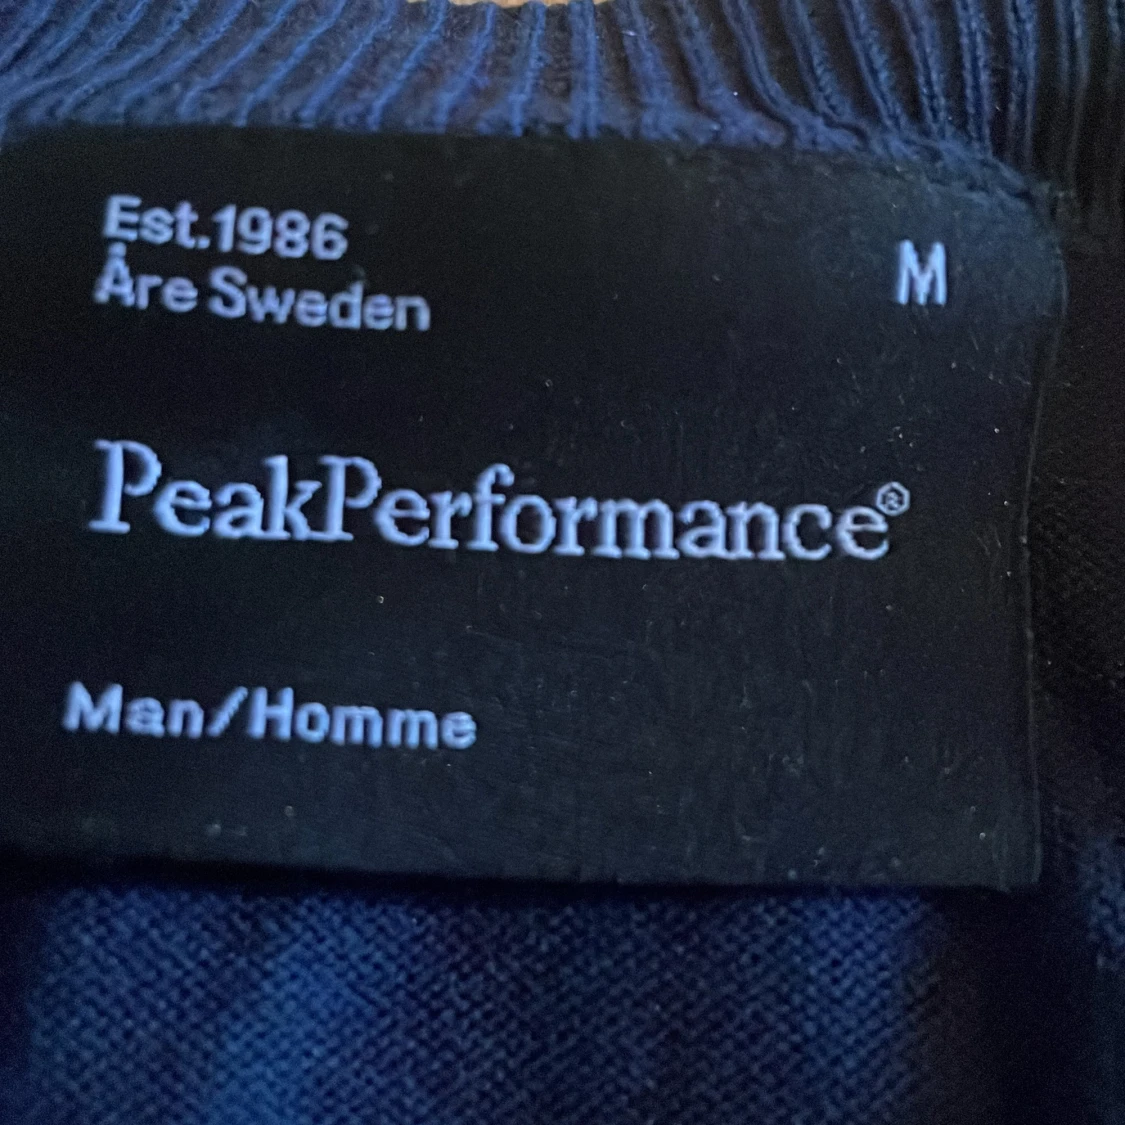 Est.1986
Åre Sweden
M
PeakPerformance®
Man/Homme